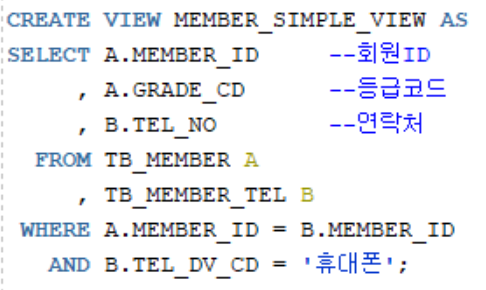 CREATE VIEW MEMBER_SIMPLE_VIEW AS
SELECT A.MEMBER_ID --회원ID
, A.GRADE_CD --등급코드
, B.TEL_NO --연락처
FROM TB_MEMBER A
, TB_MEMBER_TEL B
WHERE A.MEMBER_ID = B.MEMBER_ID
AND B.TEL_DV_CD = '휴대폰';